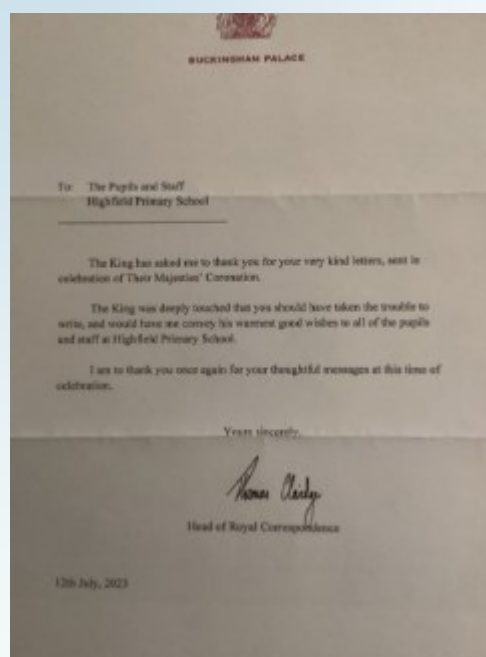 BUCKINGHAM PALACE
To: The Pupils and Staff
Highfield Primary School
The King has asked me to thank you for your very kind letters, sent in
celebration of Their Majesties' Coronation.
The King was deeply touched that you should have taken the trouble to
write, and would have me convey his warmest good wishes to all of the pupils
and staff at Highfield Primary School.
I am to thank you once again for your thoughtful messages at this time of
celebration.
Yours sincerely,
Thomas
Head of Royal Correspondence
12th July, 2023